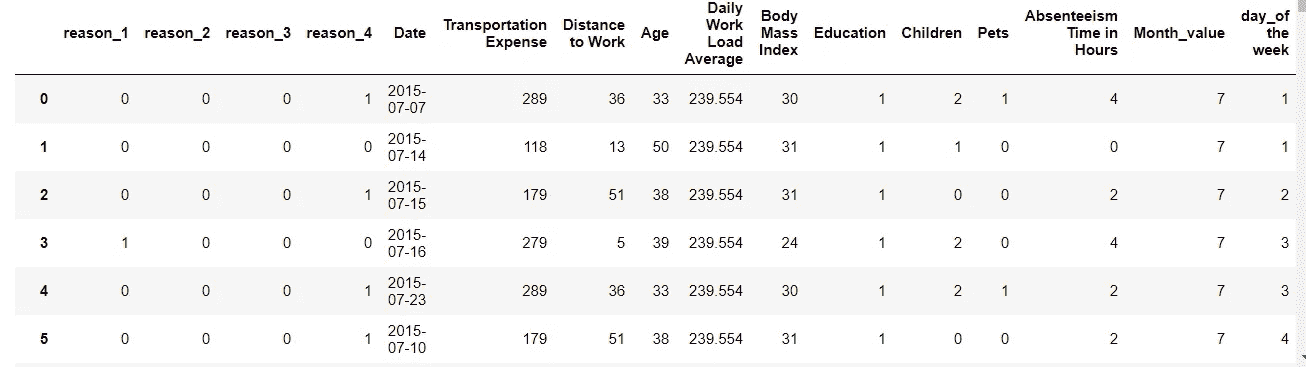 reason_1 reason_2 reason_3 reason_4 Date Transportation Expense Distance to Work Age Daily Work Load Average Body Mass Index Education Children Pets Absenteeism Time in Hours Month_value day_of the week
0 0 0 0 1 2015-07-07 289 36 33 239.554 30 1 2 1 4 7 1
1 0 0 0 0 2015-07-14 118 13 50 239.554 31 1 1 0 0 7 1
2 0 0 0 1 2015-07-15 179 51 38 239.554 31 1 0 0 2 7 2
3 1 0 0 0 2015-07-16 279 5 39 239.554 24 1 2 0 4 7 3
4 0 0 0 1 2015-07-23 289 36 33 239.554 30 1 2 1 2 7 3
5 0 0 0 1 2015-07-10 179 51 38 239.554 31 1 0 0 2 7 4